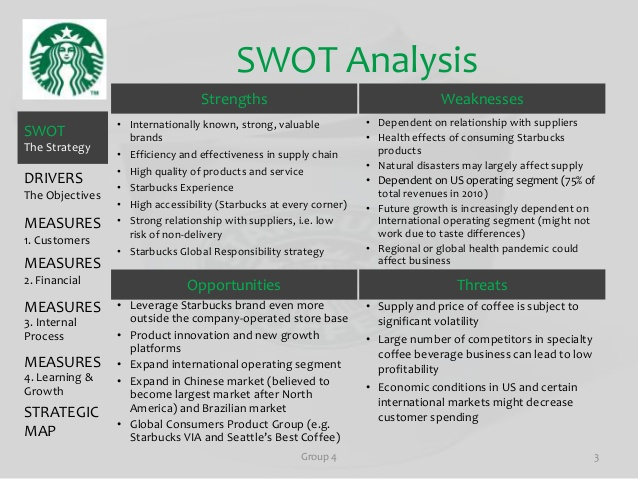 SWOT Analysis
SWOT
The Strategy
DRIVERS
The Objectives
MEASURES
1. Customers
MEASURES
2. Financial
MEASURES
3. Internal
Process
MEASURES
4. Learning &
Growth
STRATEGIC
MAP
Strengths
• Internationally known, strong, valuable
brands
• Efficiency and effectiveness in supply chain
• High quality of products and service
• Starbucks Experience
• High accessibility (Starbucks at every corner)
• Strong relationship with suppliers, i.e. low
risk of non-delivery
• Starbucks Global Responsibility strategy
Weaknesses
• Dependent on relationship with suppliers
• Health effects of consuming Starbucks
products
• Natural disasters may largely affect supply
• Dependent on US operating segment (75% of
total revenues in 2010)
• Future growth is increasingly dependent on
International operating segment (might not
work due to taste differences)
• Regional or global health pandemic could
affect business
Opportunities
• Leverage Starbucks brand even more
outside the company-operated store base
• Product innovation and new growth
platforms
• Expand international operating segment
• Expand in Chinese market (believed to
become largest market after North
America) and Brazilian market
• Global Consumers Product Group (e.g.
Starbucks VIA and Seattle's Best Coffee)
Threats
• Supply and price of coffee is subject to
significant volatility
• Large number of competitors in specialty
coffee beverage business can lead to low
profitability
• Economic conditions in US and certain
international markets might decrease
customer spending
Group 4
3